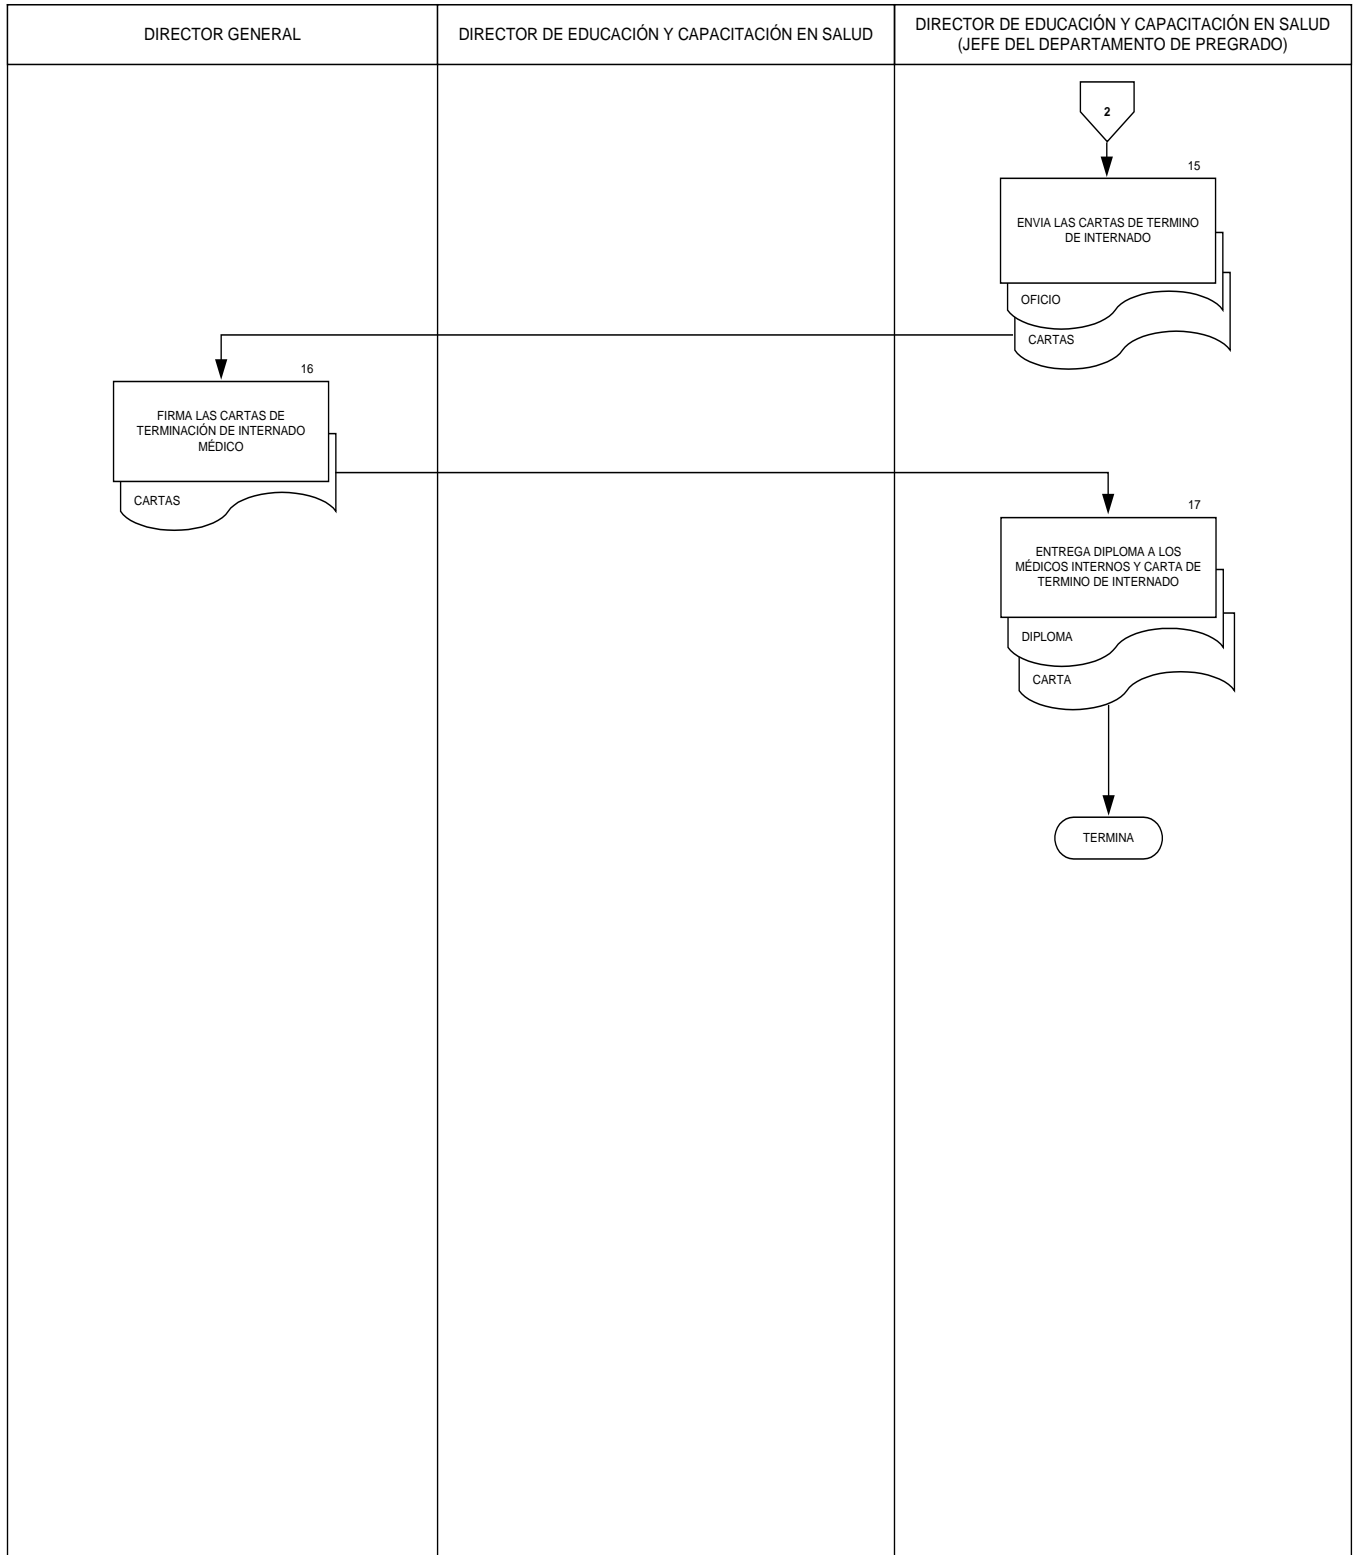 DIRECTOR GENERAL
DIRECTOR DE EDUCACIÓN Y CAPACITACIÓN EN SALUD
DIRECTOR DE EDUCACIÓN Y CAPACITACIÓN EN SALUD
(JEFE DEL DEPARTAMENTO DE PREGRADO)
2
15
ENVIA LAS CARTAS DE TERMINO
DE INTERNADO
OFICIO
CARTAS
16
FIRMA LAS CARTAS DE
TERMINACIÓN DE INTERNADO
MÉDICO
CARTAS
17
ENTREGA DIPLOMA A LOS
MÉDICOS INTERNOS Y CARTA DE
TERMINO DE INTERNADO
DIPLOMA
CARTA
TERMINA